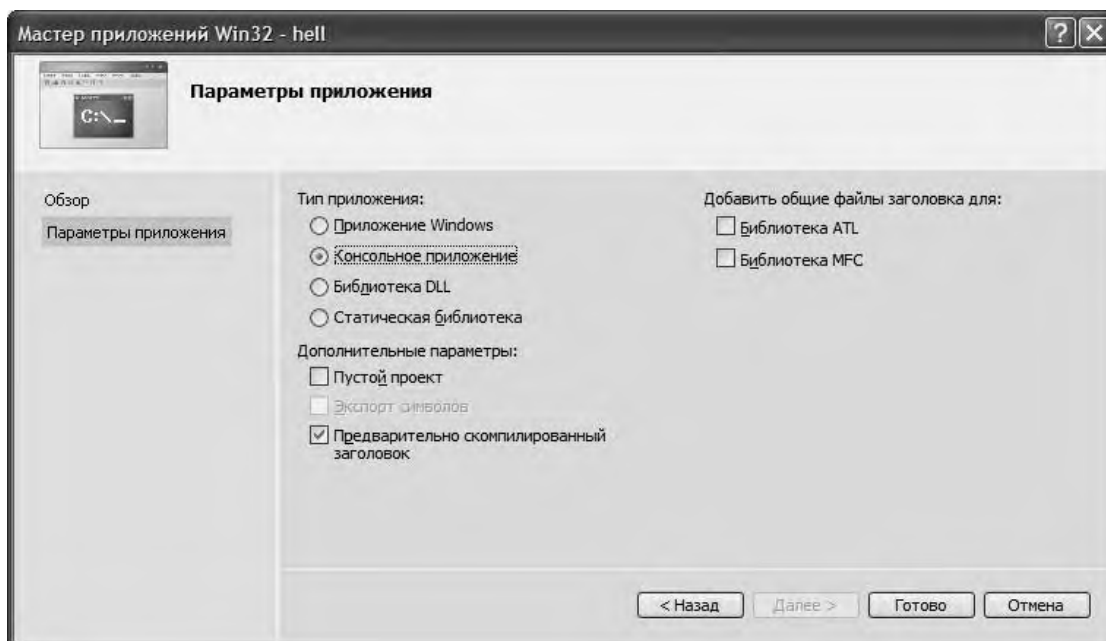 Мастер приложений Win32 - hell
C:\_
Параметры приложения
Обзор
Параметры приложения
Тип приложения:
Приложение Windows
Консольное приложение
Библиотека DLL
Статическая библиотека
Дополнительные параметры:
Пустой проект
Экспорт символов
Предварительно скомпилированный
заголовок
Добавить общие файлы заголовка для:
Библиотека ATL
Библиотека MFC
< Назад
Далее >
Готово
Отмена